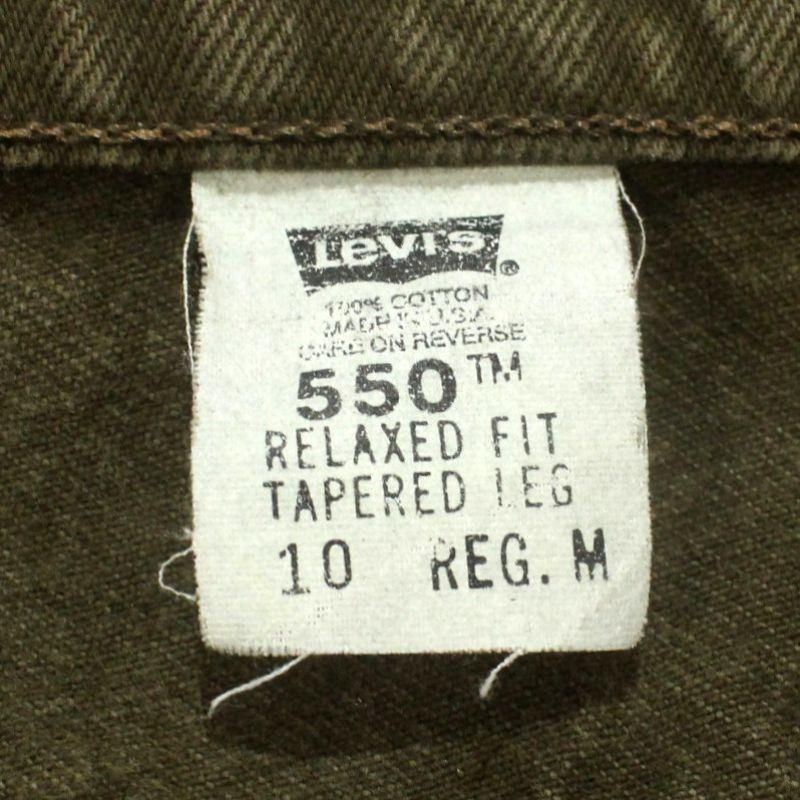 Levi's ®
100% COTTON
MADE IN U.S.A.
CARE ON REVERSE
550™
RELAXED FIT
TAPERED LEG
10 REG. M